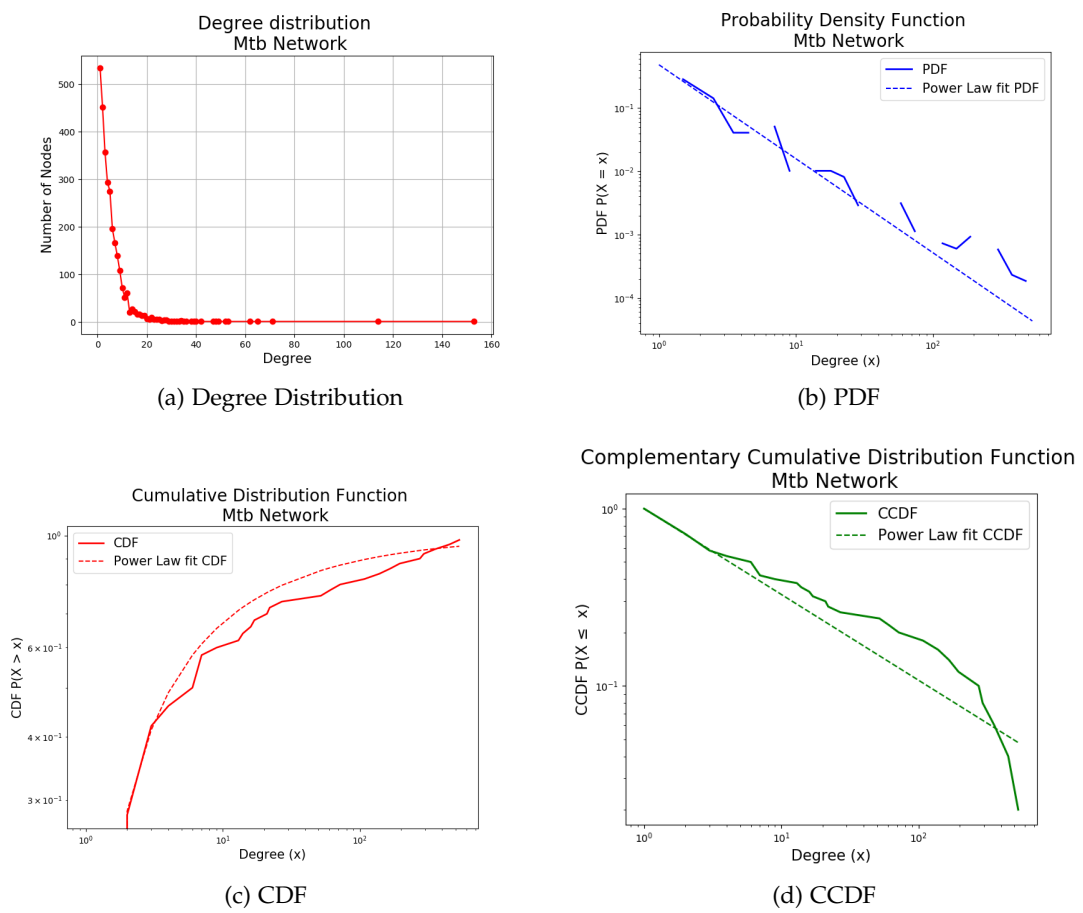 Degree distribution
Mtb Network
500
400
300
200
100
0
Number of Nodes
0 20 40 60 80 100 120 140 160
Degree
(a) Degree Distribution
Probability Density Function
Mtb Network
PDF
Power Law fit PDF
10⁻¹
10⁻²
10⁻³
10⁻⁴
PDF P(X = x)
10⁰ 10¹ 10²
Degree (x)
(b) PDF
Cumulative Distribution Function
Mtb Network
CDF
Power Law fit CDF
10⁰
6 × 10⁻¹
4 × 10⁻¹
3 × 10⁻¹
CDF P(X > x)
10⁰ 10¹ 10²
Degree (x)
(c) CDF
Complementary Cumulative Distribution Function
Mtb Network
CCDF
Power Law fit CCDF
10⁰
10⁻¹
CCDF P(X ≤ x)
10⁰ 10¹ 10²
Degree (x)
(d) CCDF